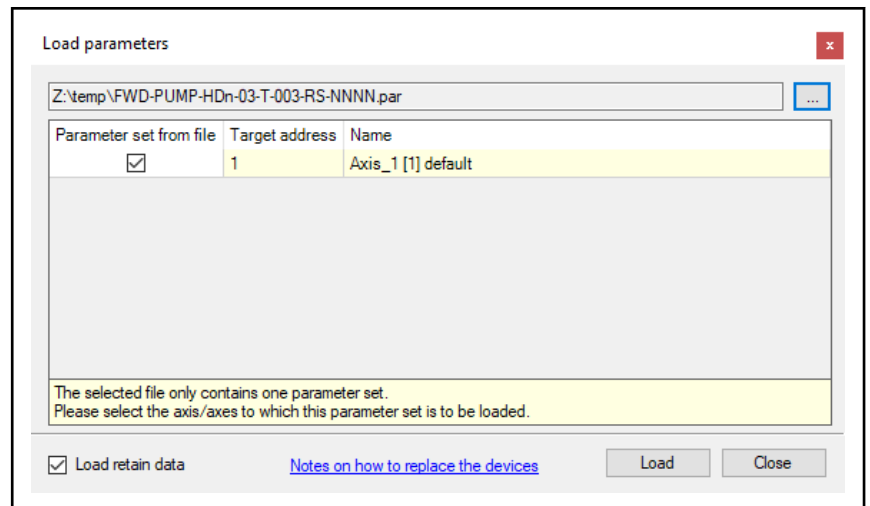 Load parameters
x
Z:\temp\FWD-PUMP-HDn-03-T-003-RS-NNNN.par
...
Parameter set from file Target address Name
1 Axis_1 [1] default
The selected file only contains one parameter set.
Please select the axis/axes to which this parameter set is to be loaded.
Load retain data Notes on how to replace the devices Load Close